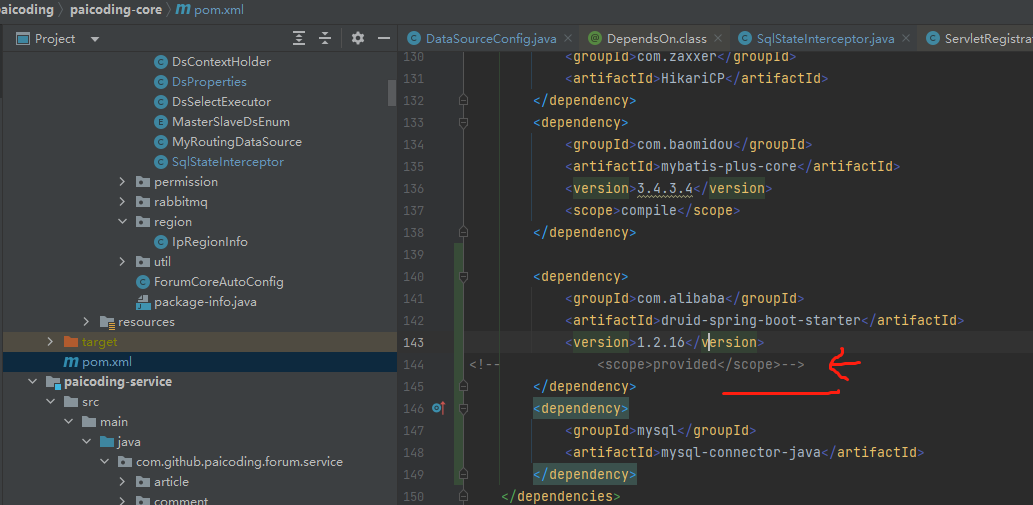 paicoding 〉 paicoding-core 〉 pom.xml
Project
DataSourceConfig.java
DependsOn.class
SqlStateInterceptor.java
ServletRegistra
DsContextHolder
DsProperties
DsSelectExecutor
MasterSlaveDsEnum
MyRoutingDataSource
SqlStateInterceptor
permission
rabbitmq
region
IpRegionInfo
util
ForumCoreAutoConfig
package-info.java
resources
target
pom.xml
paicoding-service
src
main
java
com.github.paicoding.forum.service
article
comment
130 <groupId>com.zaxxer</groupId>
131 <artifactId>HikariCP</artifactId>
132 </dependency>
133 <dependency>
134 <groupId>com.baomidou</groupId>
135 <artifactId>mybatis-plus-core</artifactId>
136 <version>3.4.3.4</version>
137 <scope>compile</scope>
138 </dependency>
139
140 <dependency>
141 <groupId>com.alibaba</groupId>
142 <artifactId>druid-spring-boot-starter</artifactId>
143 <version>1.2.16</version>
144 <!-- <scope>provided</scope>-->
145 </dependency>
146 <dependency>
147 <groupId>mysql</groupId>
148 <artifactId>mysql-connector-java</artifactId>
149 </dependency>
150 </dependencies>